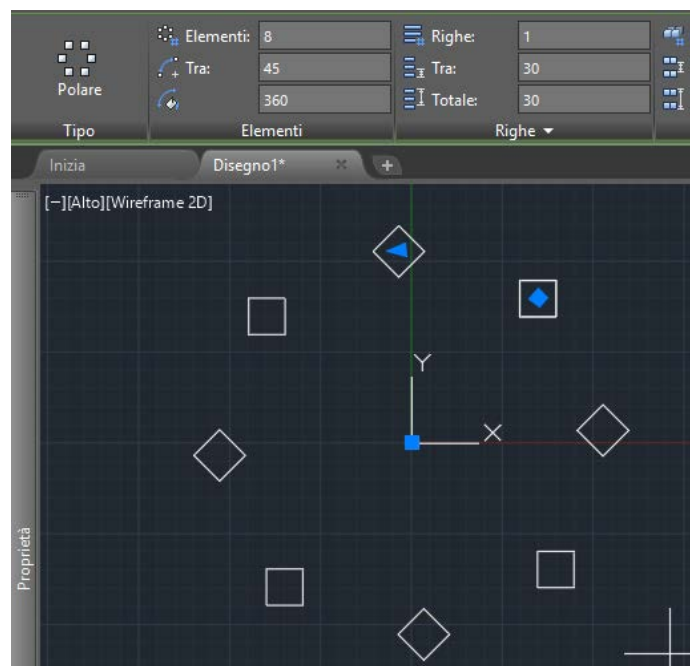 Elementi: 8
Righe: 1
Tra: 45
Tra: 30
Polare
360
Totale: 30
Tipo
Elementi
Righe
Inizia
Disegno1*
[−][Alto][Wireframe 2D]
Y
X
Proprietà